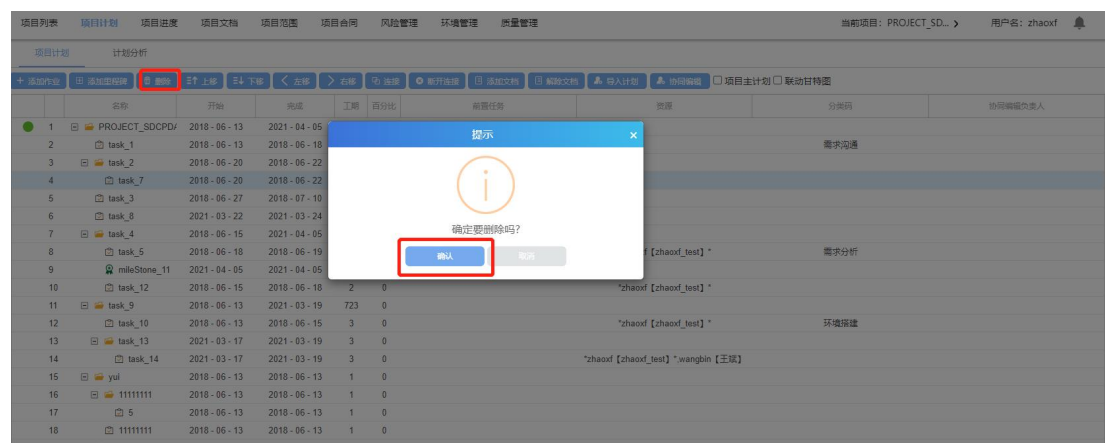 项目列表 项目计划 项目进度 项目文档 项目范围 项目合同 风险管理 环境管理 质量管理 当前项目: PROJECT_SD... 用户名: zhaoxf
项目计划 计划分析
添加作业 添加里程碑 删除 上移 下移 左移 右移 连接 断开连接 添加文档 解除文档 导入计划 协同编辑 项目主计划 联动甘特图
名称 开始 完成 工期 百分比 前置任务 资源 分类码 协同编辑负责人
1 PROJECT_SDCPD 2018-06-13 2021-04-05
2 task_1 2018-06-13 2018-06-18 需求沟通
3 task_2 2018-06-20 2018-06-22
4 task_7 2018-06-20 2018-06-22
5 task_3 2018-06-27 2018-07-10
6 task_8 2021-03-22 2021-03-24
7 task_4 2018-06-15 2021-04-05
8 task_5 2018-06-18 2018-06-19 f【zhaoxf_test】" 需求分析
9 mileStone_11 2021-04-05 2021-04-05
10 task_12 2018-06-15 2018-06-18 2 0 "zhaoxf【zhaoxf_test】"
11 task_9 2018-06-13 2021-03-19 723 0
12 task_10 2018-06-13 2018-06-15 3 0 "zhaoxf【zhaoxf_test】" 环境搭建
13 task_13 2021-03-17 2021-03-19 3 0
14 task_14 2021-03-17 2021-03-19 3 0 "zhaoxf【zhaoxf_test】",wangbin【王斌】
15 yui 2018-06-13 2018-06-13 1 0
16 11111111 2018-06-13 2018-06-13 1 0
17 5 2018-06-13 2018-06-13 1 0
18 11111111 2018-06-13 2018-06-13 1 0
提示
确定要删除吗?
确认 取消